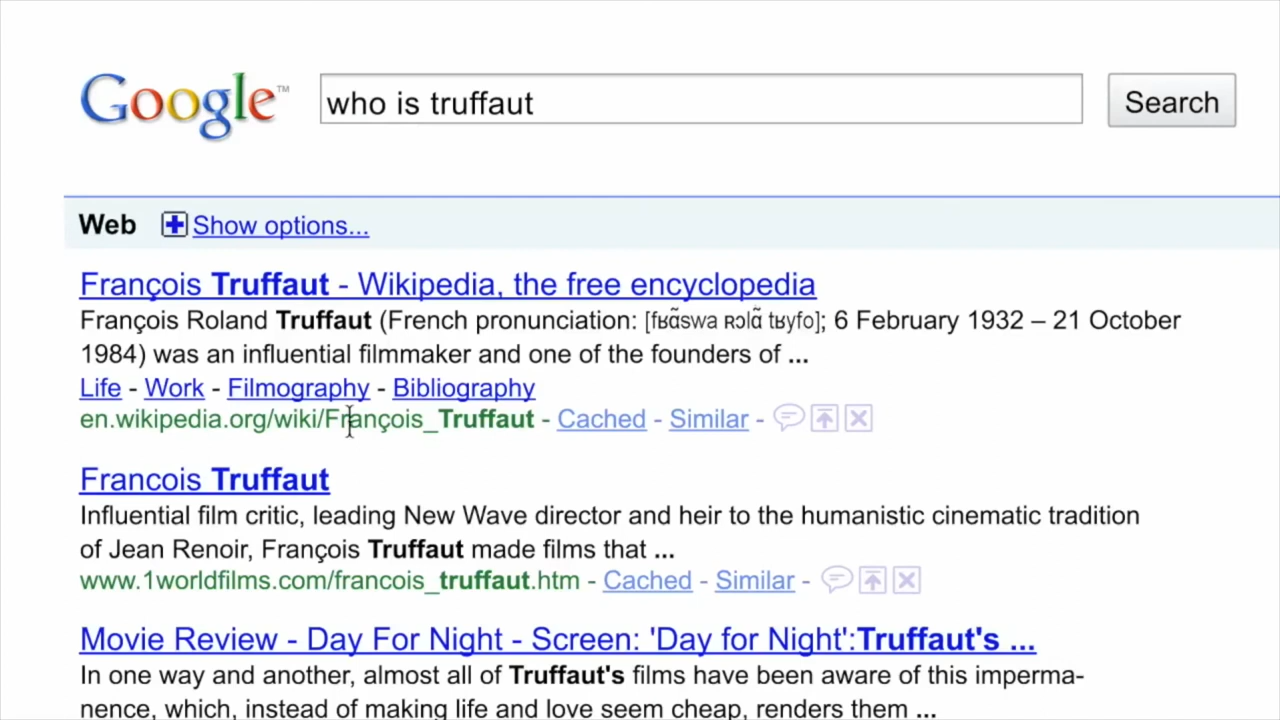 Google™
who is truffaut
Search
Web Show options...
François Truffaut - Wikipedia, the free encyclopedia
François Roland Truffaut (French pronunciation: [fʁɑ̃swa ʀɔlɑ̃ tʁyfo]; 6 February 1932 – 21 October
1984) was an influential filmmaker and one of the founders of ...
Life - Work - Filmography - Bibliography
en.wikipedia.org/wiki/François_Truffaut - Cached - Similar -
Francois Truffaut
Influential film critic, leading New Wave director and heir to the humanistic cinematic tradition
of Jean Renoir, François Truffaut made films that ...
www.1worldfilms.com/francois_truffaut.htm - Cached - Similar -
Movie Review - Day For Night - Screen: 'Day for Night':Truffaut's ...
In one way and another, almost all of Truffaut's films have been aware of this imperma-
nence, which, instead of making life and love seem cheap, renders them ...